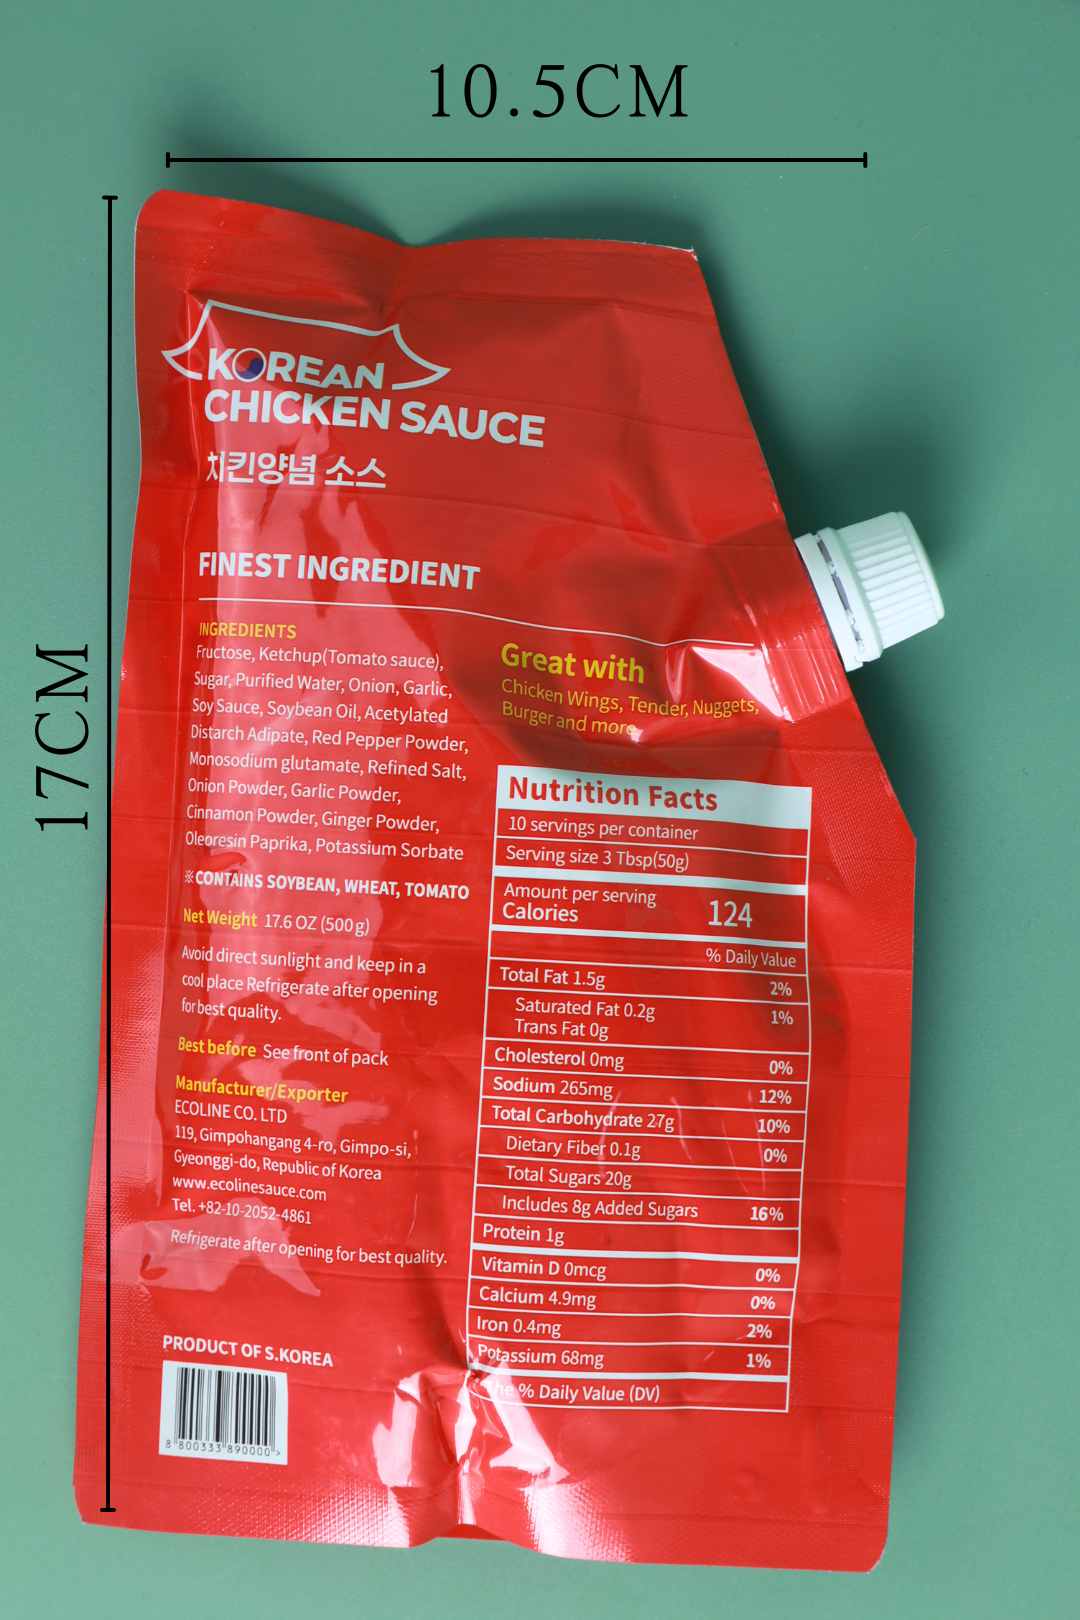 10.5CM
17CM
KOREAN
CHICKEN SAUCE
치킨양념 소스
FINEST INGREDIENT
INGREDIENTS
Fructose, Ketchup(Tomato sauce),
Sugar, Purified Water, Onion, Garlic,
Soy Sauce, Soybean Oil, Acetylated
Distarch Adipate, Red Pepper Powder,
Monosodium glutamate, Refined Salt,
Onion Powder, Garlic Powder,
Cinnamon Powder, Ginger Powder,
Oleoresin Paprika, Potassium Sorbate
※CONTAINS SOYBEAN, WHEAT, TOMATO
Net Weight 17.6 OZ (500g)
Avoid direct sunlight and keep in a
cool place Refrigerate after opening
for best quality.
Best before See front of pack
Manufacturer/Exporter
ECOLINE CO. LTD
119, Gimpohangang 4-ro, Gimpo-si,
Gyeonggi-do, Republic of Korea
www.ecolinesauce.com
Tel. +82-10-2052-4861
Refrigerate after opening for best quality.
PRODUCT OF S.KOREA
8 800333 890000 >
Great with
Chicken Wings, Tender, Nuggets,
Burger and more
Nutrition Facts
10 servings per container
Serving size 3 Tbsp(50g)
Amount per serving
Calories 124
% Daily Value
Total Fat 1.5g 2%
Saturated Fat 0.2g 1%
Trans Fat 0g
Cholesterol 0mg 0%
Sodium 265mg 12%
Total Carbohydrate 27g 10%
Dietary Fiber 0.1g 0%
Total Sugars 20g
Includes 8g Added Sugars 16%
Protein 1g
Vitamin D 0mcg 0%
Calcium 4.9mg 0%
Iron 0.4mg 2%
Potassium 68mg 1%
The % Daily Value (DV)